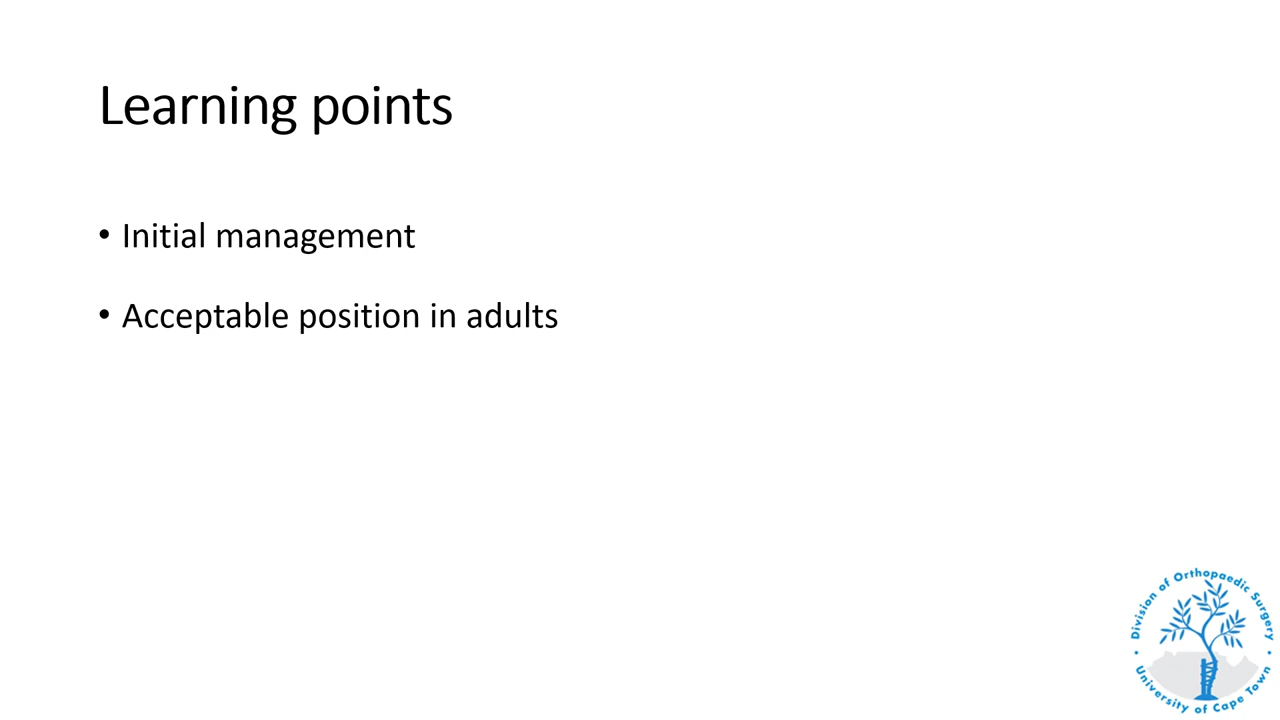 Learning points
• Initial management
• Acceptable position in adults
• Division of Orthopaedic Surgery •
University of Cape Town